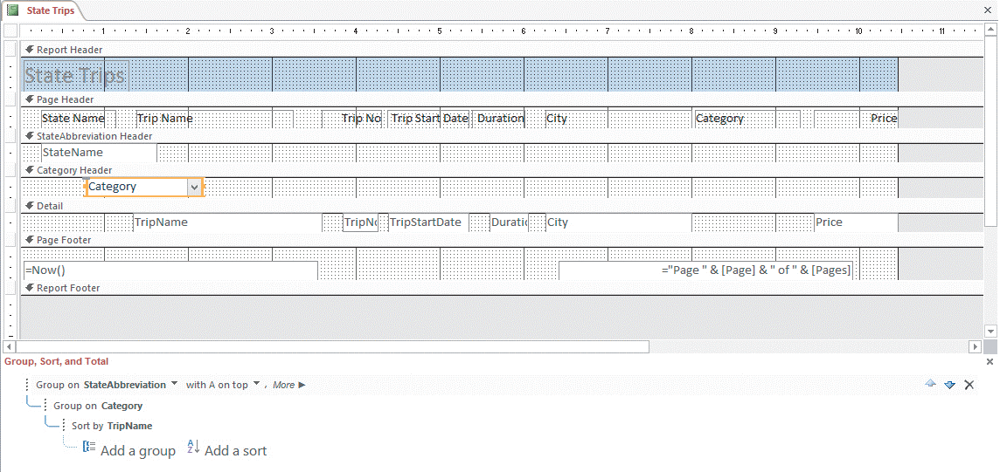 State Trips
1 2 3 4 5 6 7 8 9 10 11
Report Header
State Trips
Page Header
State Name Trip Name Trip No Trip Start Date Duration City Category Price
StateAbbreviation Header
StateName
Category Header
Category
Detail
TripName TripNo TripStartDate Duratic City Price
Page Footer
=Now() ="Page " & [Page] & " of " & [Pages]
Report Footer
Group, Sort, and Total
Group on StateAbbreviation with A on top , More
Group on Category
Sort by TripName
Add a group AZ Add a sort